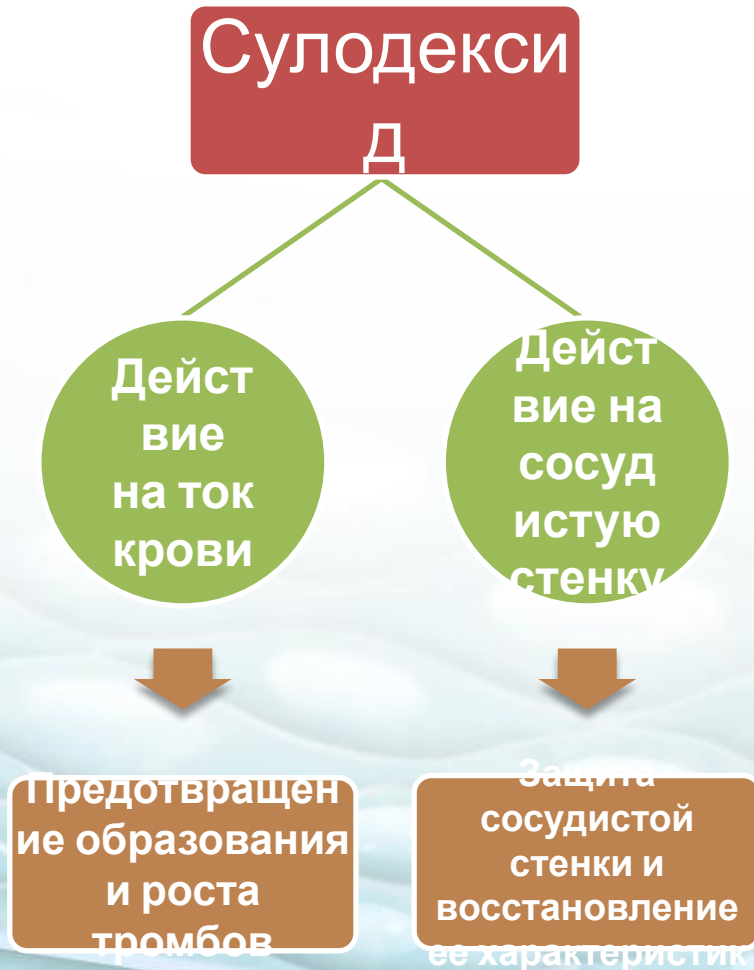 Сулодекси
д
Дейст
вие
на ток
крови
Дейст
вие на
сосуд
истую
стенку
Предотвращен
ие образования
и роста
тромбов
Защита
сосудистой
стенки и
восстановление
ее характеристик